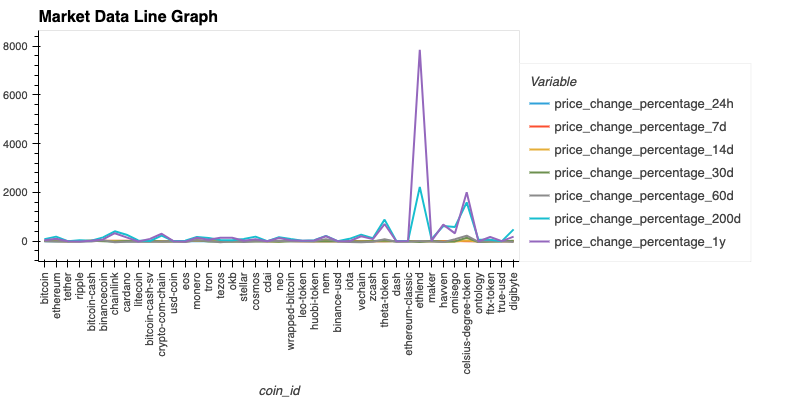 Market Data Line Graph
8000
6000
4000
2000
0
bitcoin
ethereum
tether
ripple
bitcoin-cash
binancecoin
chainlink
cardano
litecoin
bitcoin-cash-sv
crypto-com-chain
usd-coin
eos
monero
tron
tezos
okb
stellar
cosmos
cdai
neo
wrapped-bitcoin
leo-token
huobi-token
nem
binance-usd
iota
vechain
zcash
theta-token
dash
ethereum-classic
ethlend
maker
havven
omisego
celsius-degree-token
ontology
ftx-token
true-usd
digibyte
coin_id
Variable
price_change_percentage_24h
price_change_percentage_7d
price_change_percentage_14d
price_change_percentage_30d
price_change_percentage_60d
price_change_percentage_200d
price_change_percentage_1y